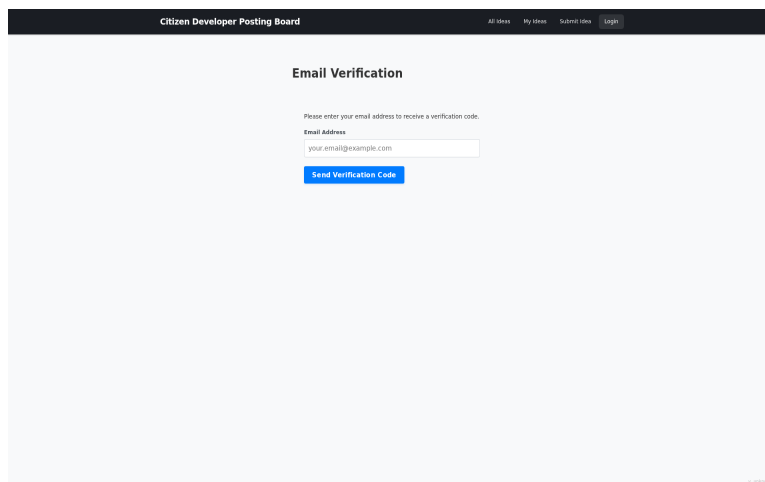 Citizen Developer Posting Board
All Ideas
My Ideas
Submit Idea
Login
Email Verification
Please enter your email address to receive a verification code.
Email Address
your.email@example.com
Send Verification Code